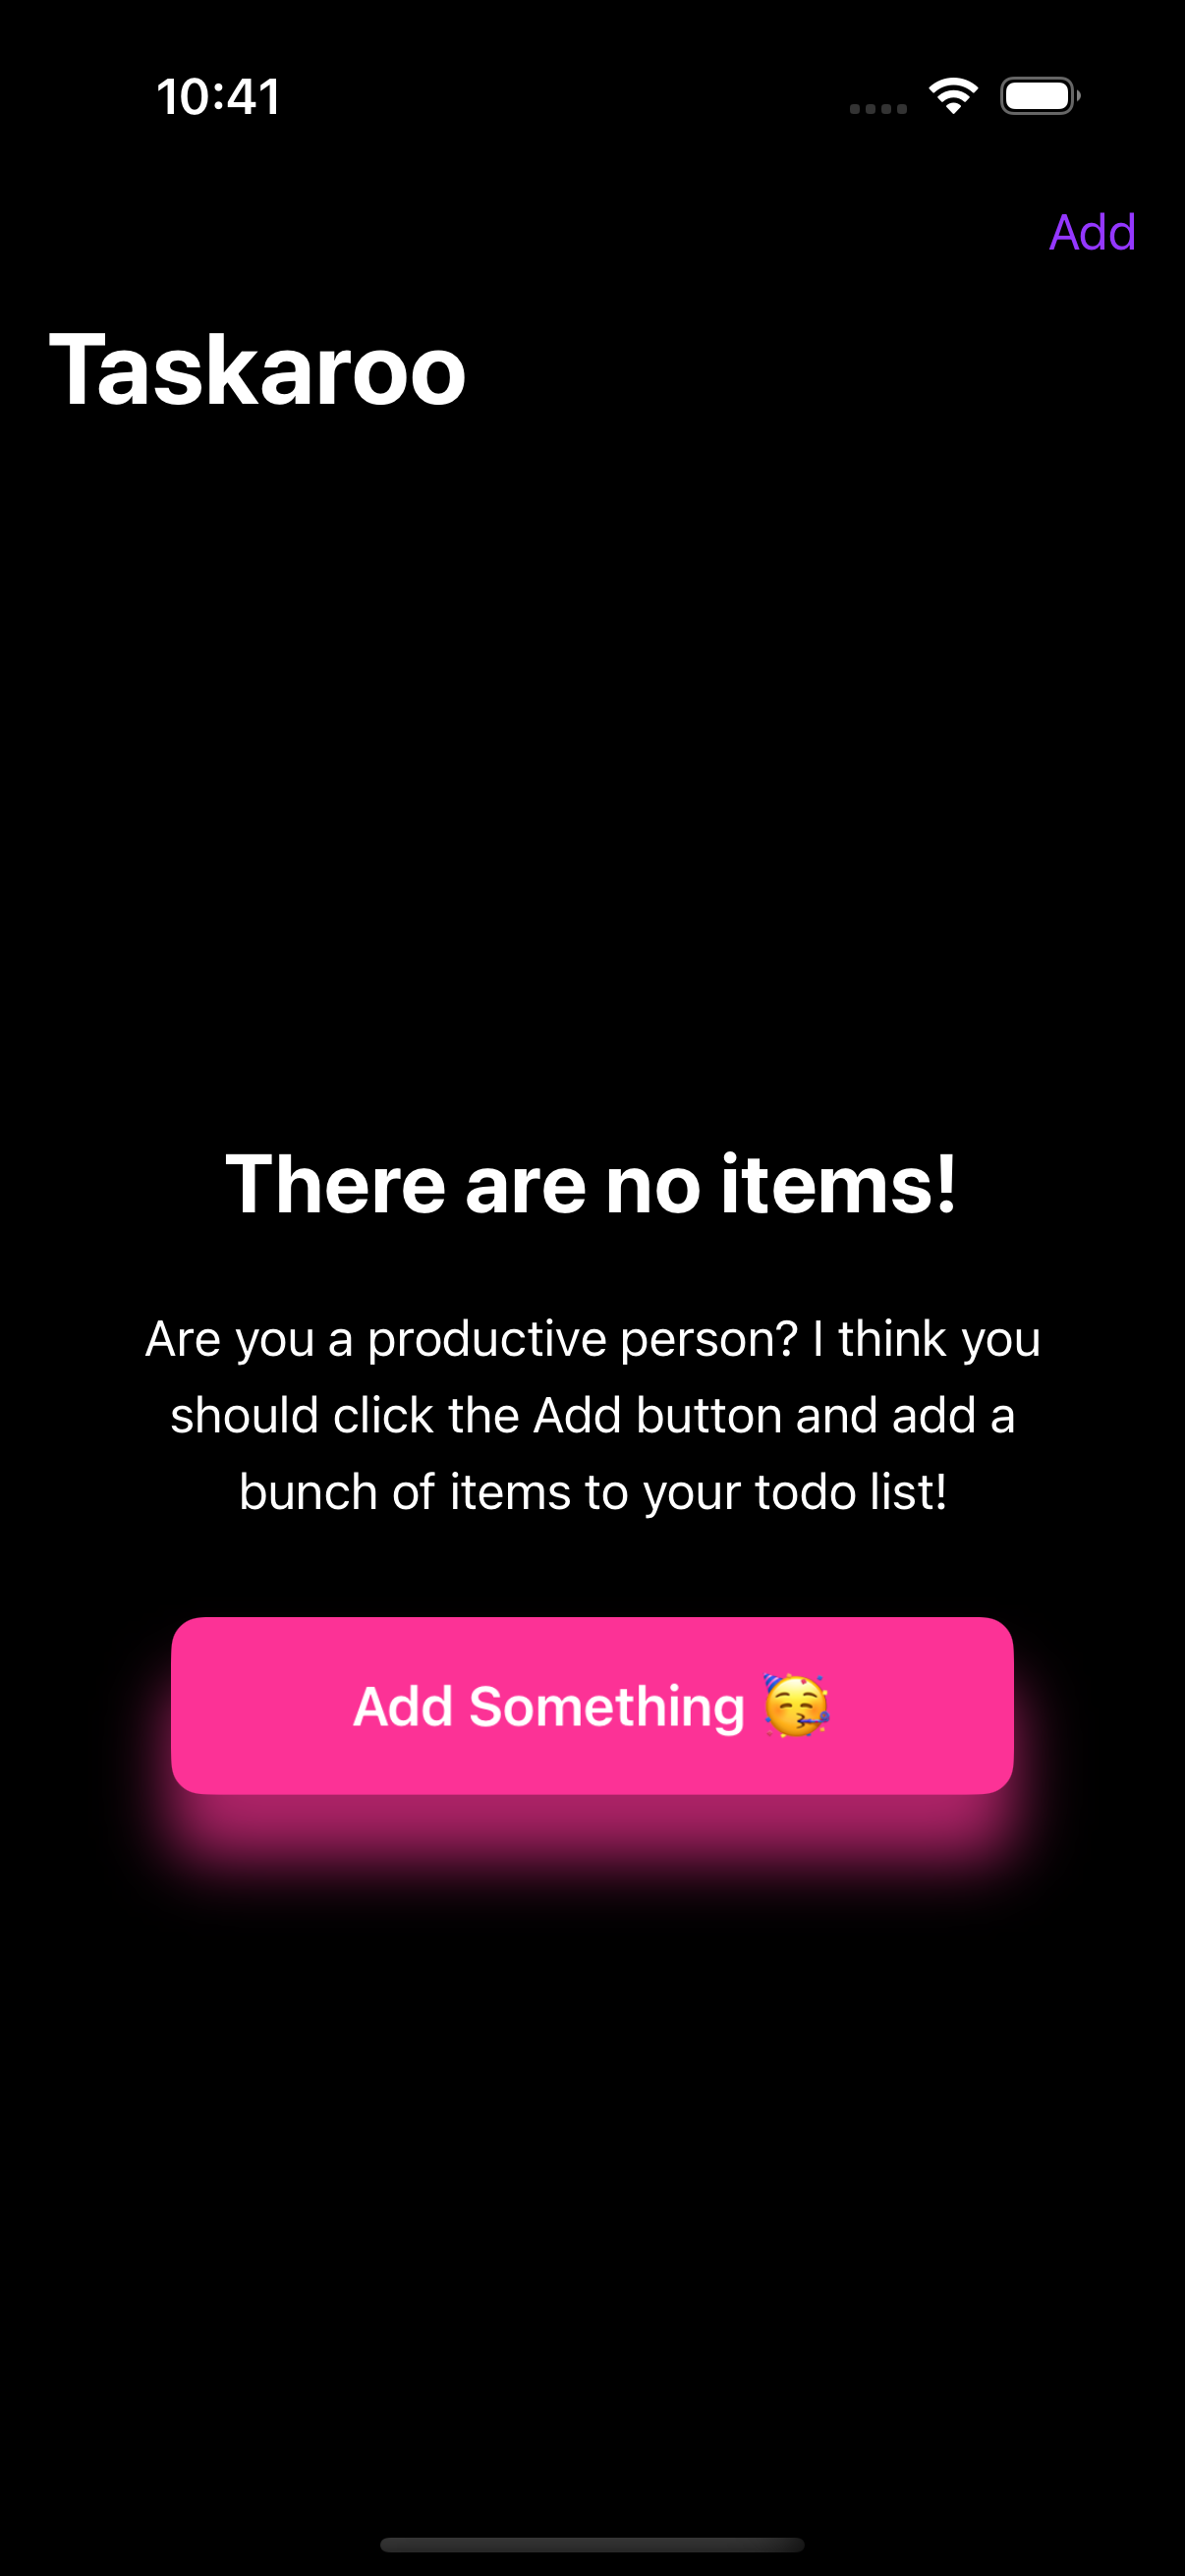 10:41
Add
Taskaroo
There are no items!
Are you a productive person? I think you
should click the Add button and add a
bunch of items to your todo list!
Add Something 🥳